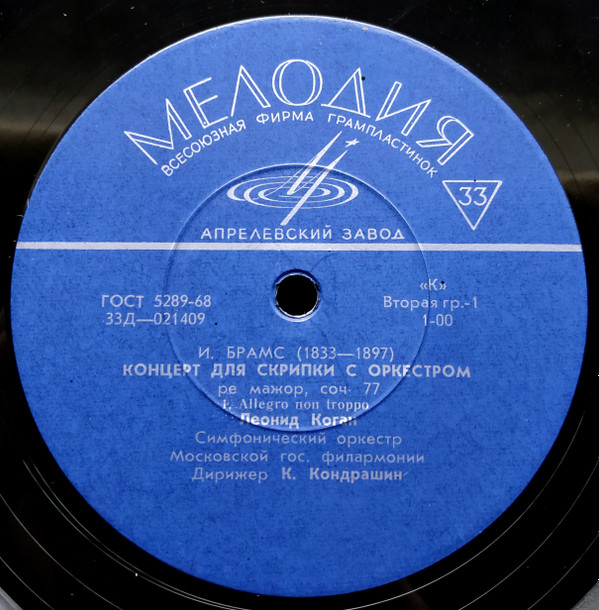 МЕЛОДИЯ
ВСЕСОЮЗНАЯ ФИРМА ГРАМПЛАСТИНОК
33
АПРЕЛЕВСКИЙ ЗАВОД
ГОСТ 5289-68
33Д—021409
«К»
Вторая гр.-1
1-00
И. БРАМС (1833—1897)
КОНЦЕРТ ДЛЯ СКРИПКИ С ОРКЕСТРОМ
ре мажор, соч. 77
I. Allegro non troppo
Леонид Коган
Симфонический оркестр
Московской гос. филармонии
Дирижер К. Кондрашин